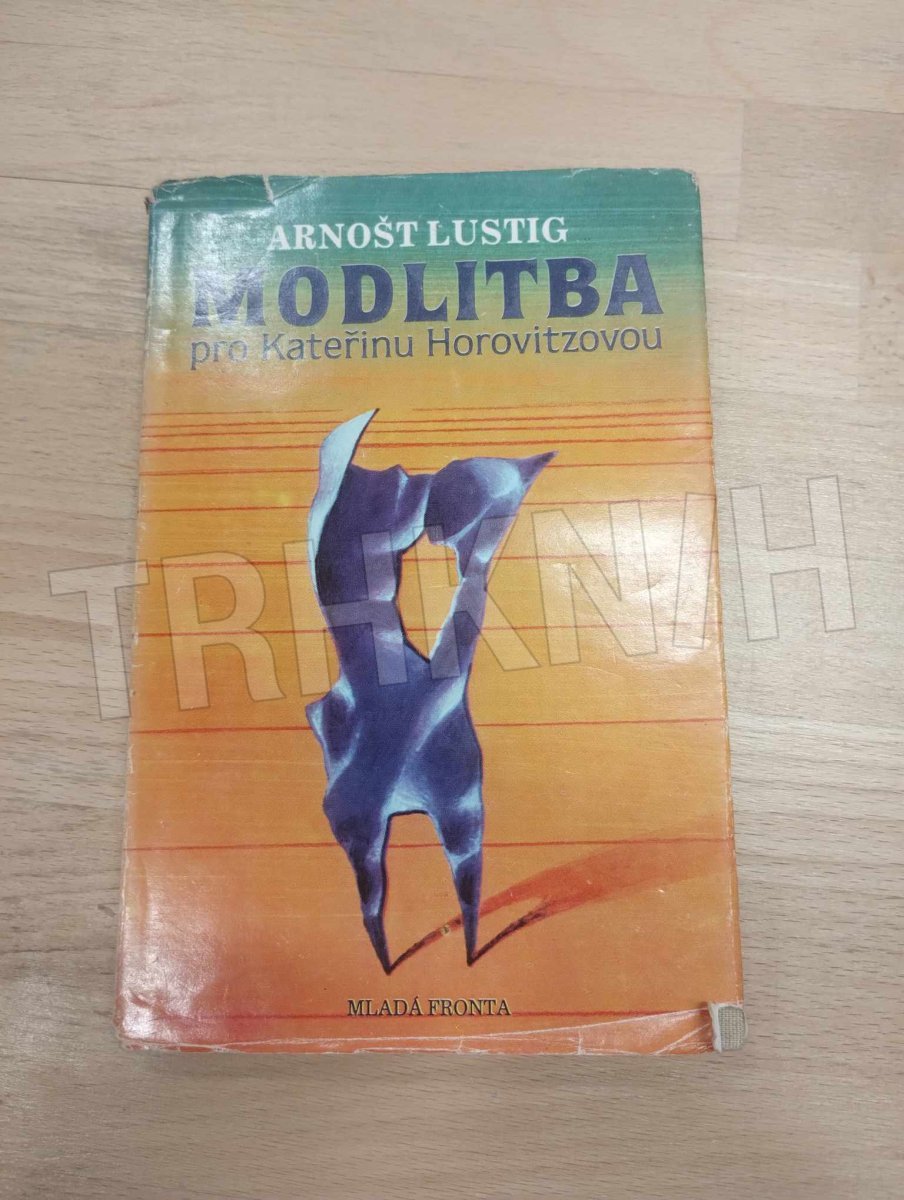 ARNOŠT LUSTIG
MODLITBA
pro Kateřinu Horovitzovou
TRHKNIH
MLADÁ FRONTA